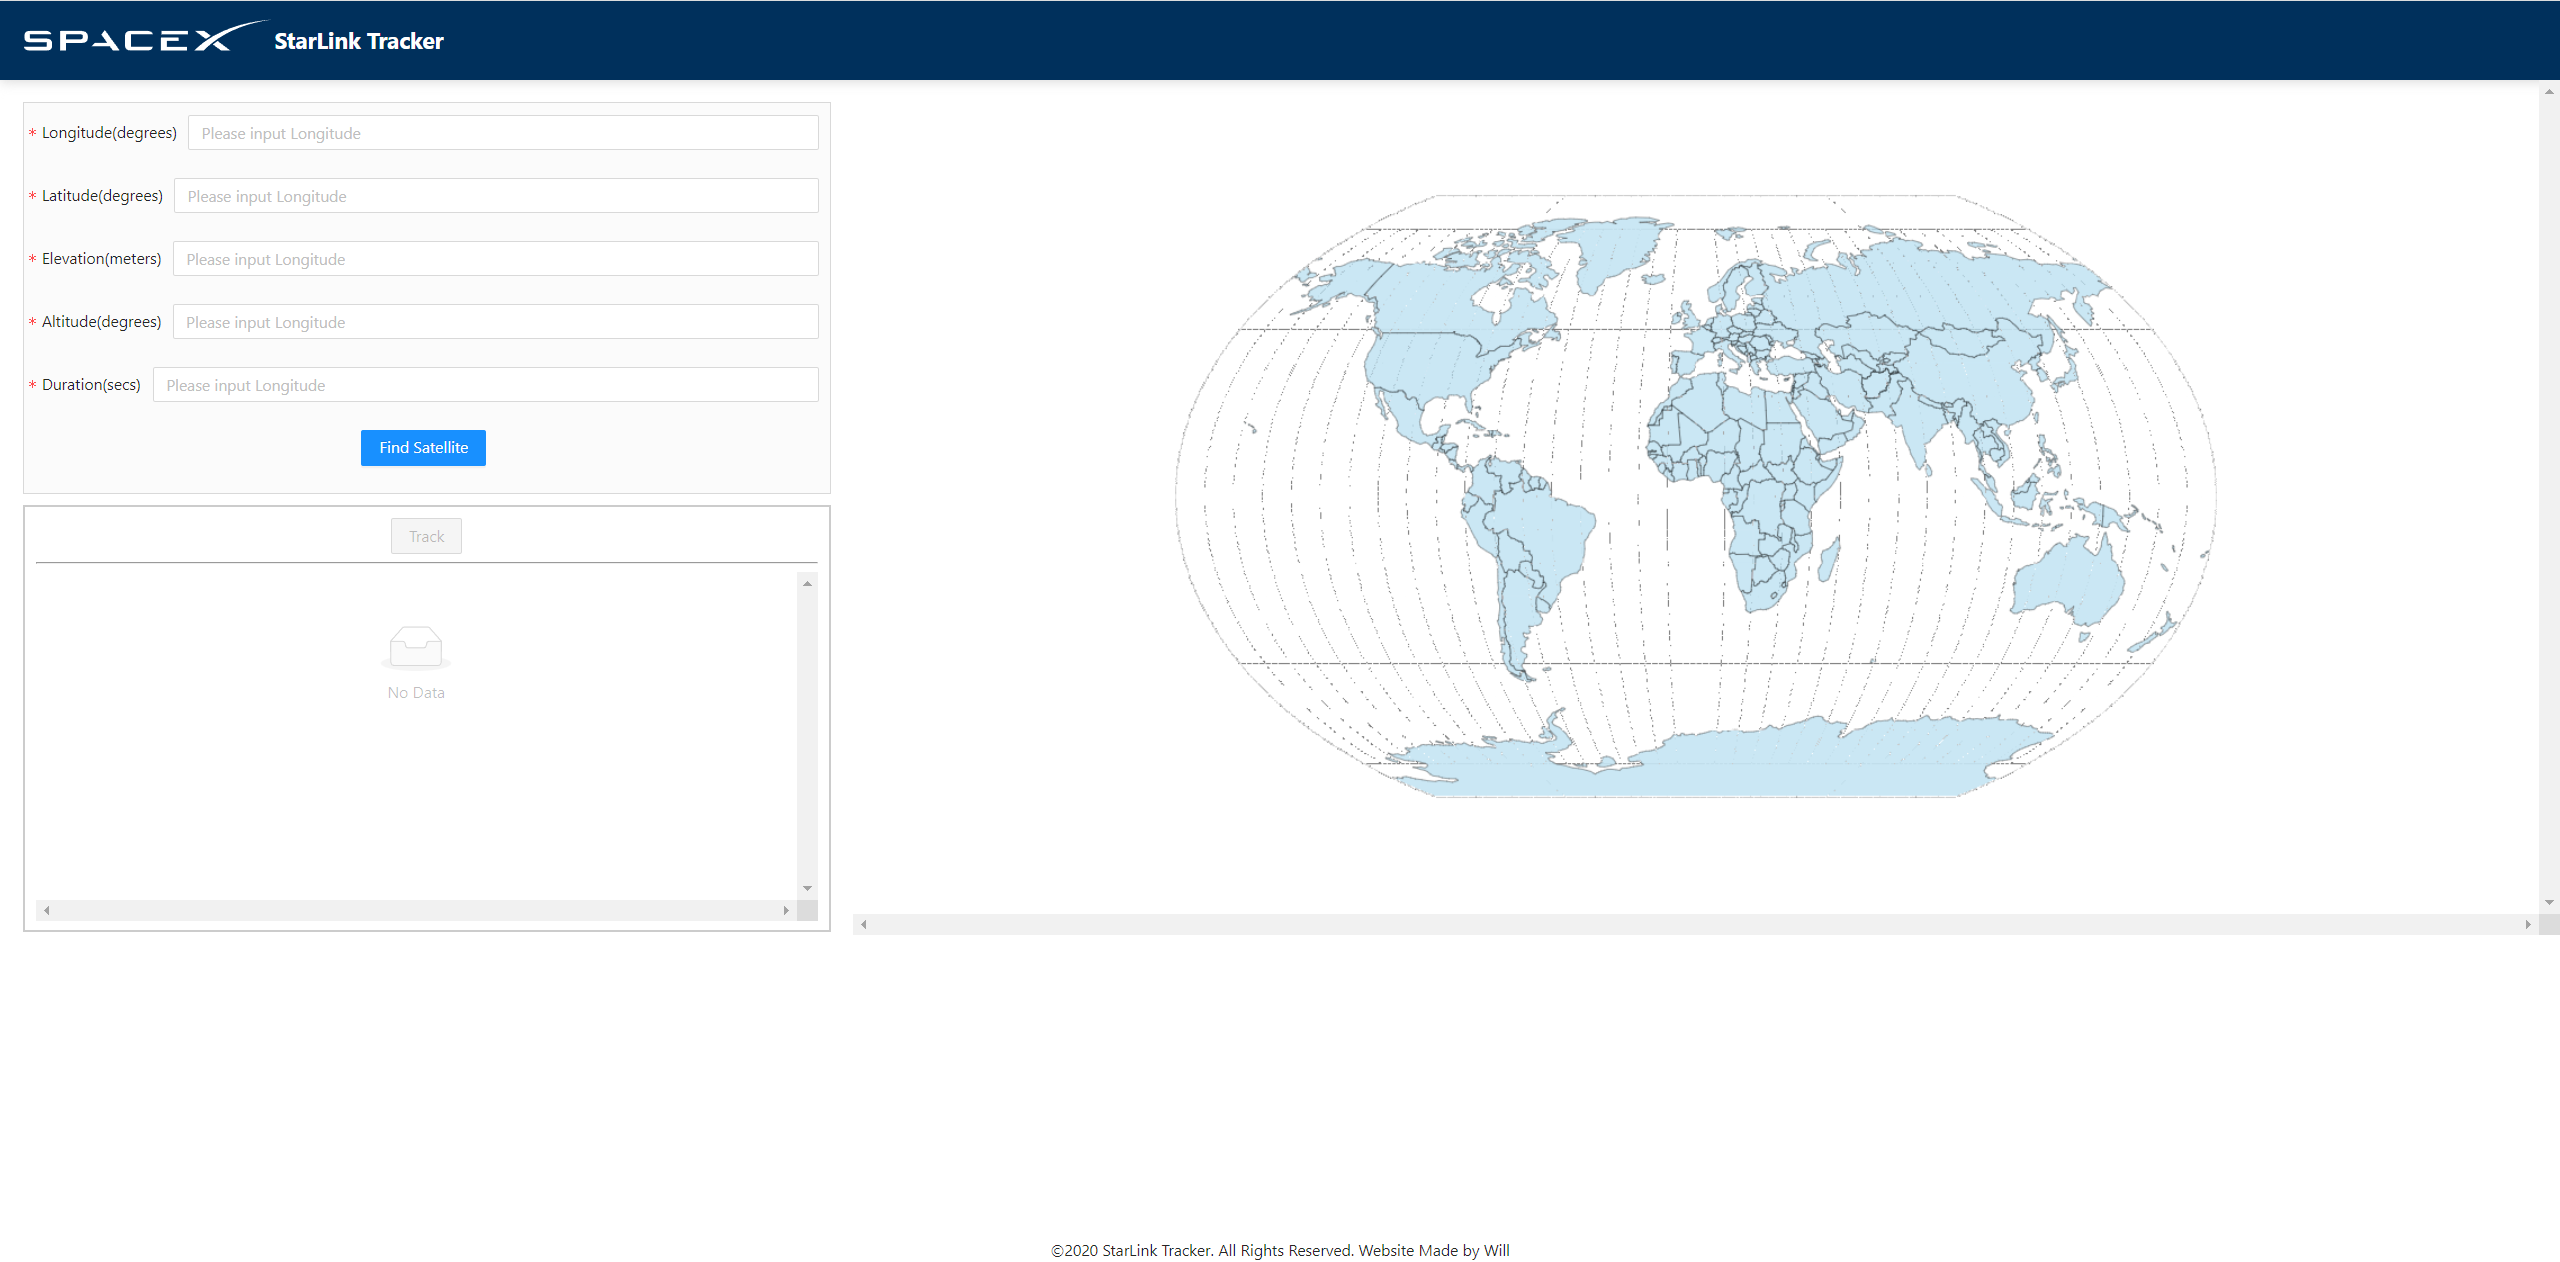 SPACEX StarLink Tracker
* Longitude(degrees) Please input Longitude
* Latitude(degrees) Please input Longitude
* Elevation(meters) Please input Longitude
* Altitude(degrees) Please input Longitude
* Duration(secs) Please input Longitude
Find Satellite
Track
No Data
©2020 StarLink Tracker. All Rights Reserved. Website Made by Will